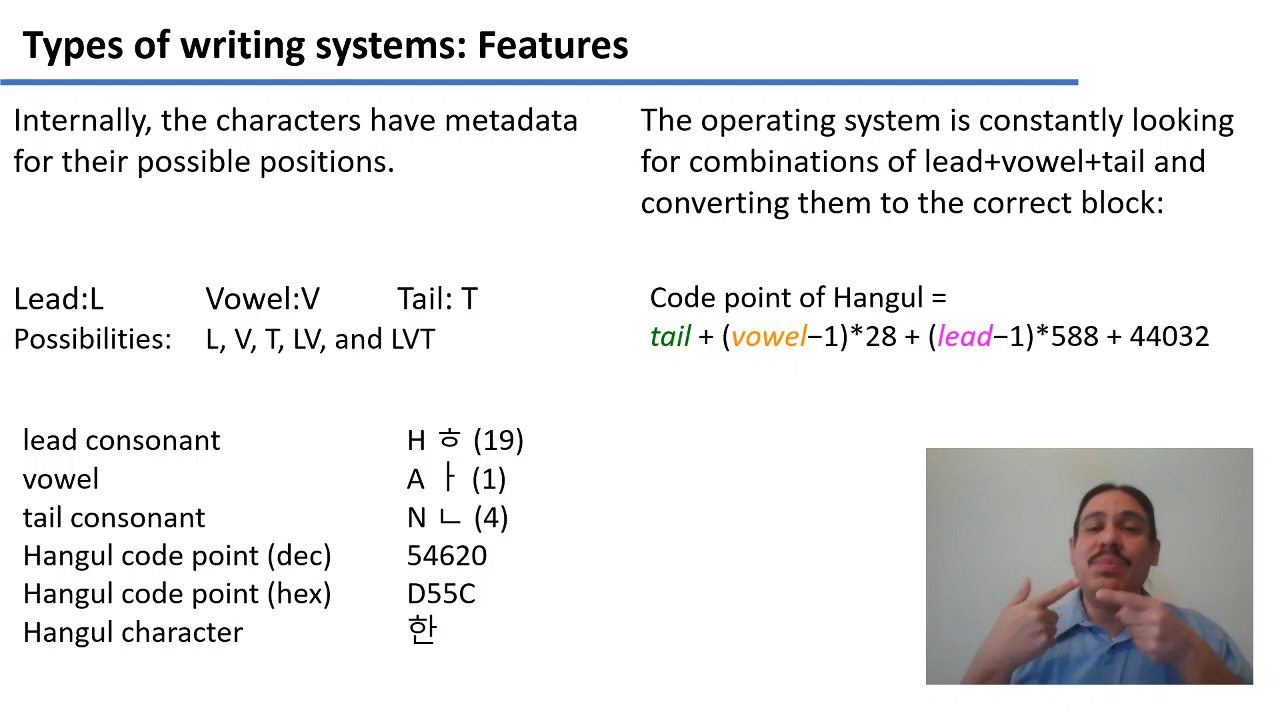 Types of writing systems: Features
Internally, the characters have metadata
for their possible positions.
Lead:L Vowel:V Tail: T
Possibilities: L, V, T, LV, and LVT
lead consonant H ㅎ (19)
vowel A ㅏ (1)
tail consonant N ㄴ (4)
Hangul code point (dec) 54620
Hangul code point (hex) D55C
Hangul character 한
The operating system is constantly looking
for combinations of lead+vowel+tail and
converting them to the correct block:
Code point of Hangul =
tail + (vowel−1)*28 + (lead−1)*588 + 44032